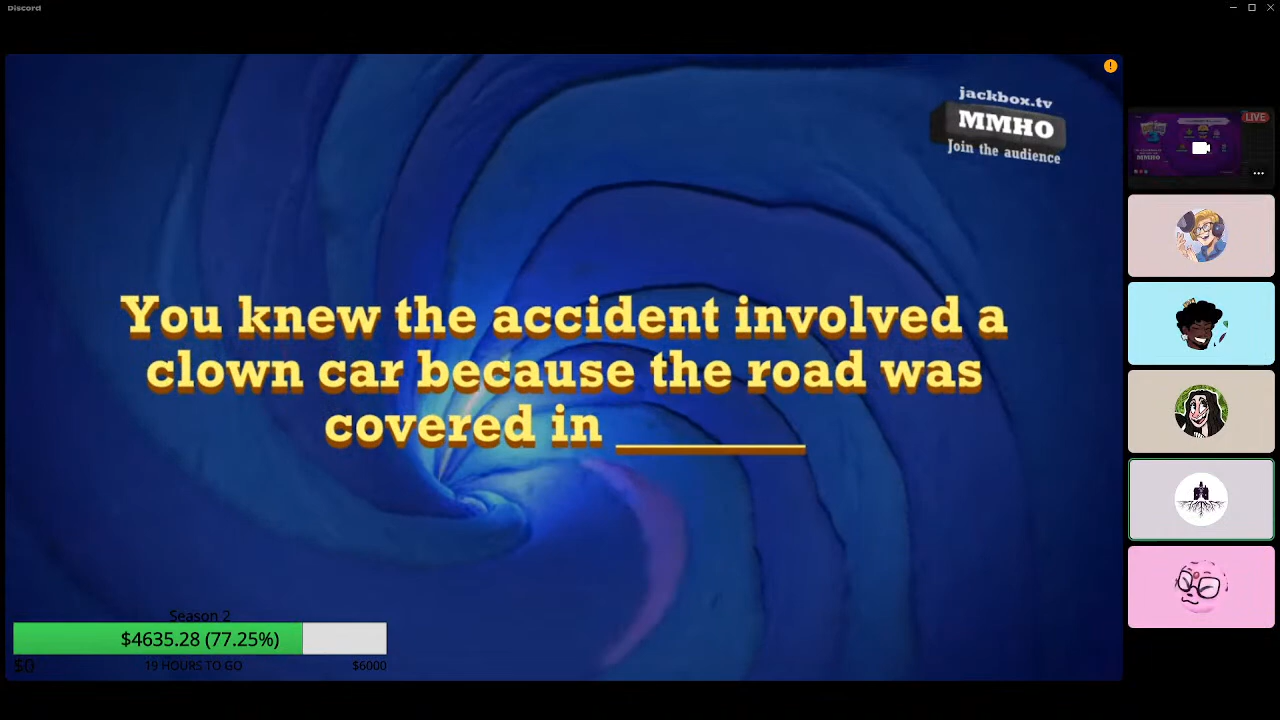 Discord
jackbox.tv
MMHO
Join the audience
LIVE
MMHO
You knew the accident involved a
clown car because the road was
covered in ________
Season 2
$4635.28 (77.25%)
$0 19 HOURS TO GO $6000